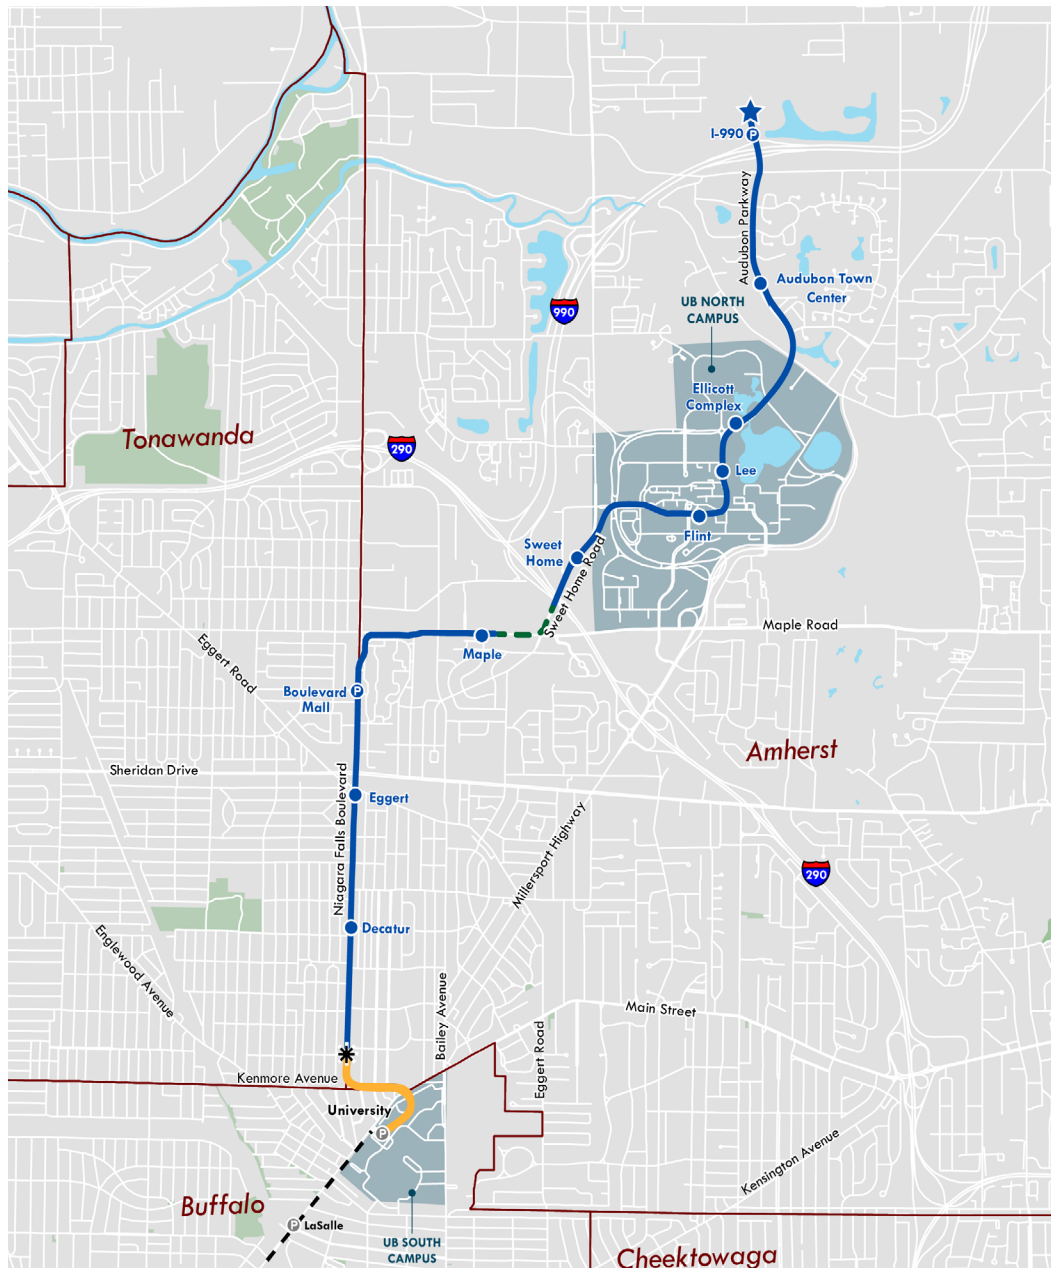 P
I-990
Audubon Parkway
Audubon Town
Center
UB NORTH
CAMPUS
990
Ellicott
Complex
Tonawanda
290
Lee
Flint
Sweet
Home
Sweet Home Road
Maple Road
Maple
Eggert Road
Boulevard
Mall
P
Amherst
Sheridan Drive
Niagara Falls Boulevard
Eggert
Millersport Highway
290
Decatur
Englewood Avenue
Bailey Avenue
Main Street
Eggert Road
Kenmore Avenue
University
P
Kensington Avenue
Buffalo
P
LaSalle
UB SOUTH
CAMPUS
Cheektowaga